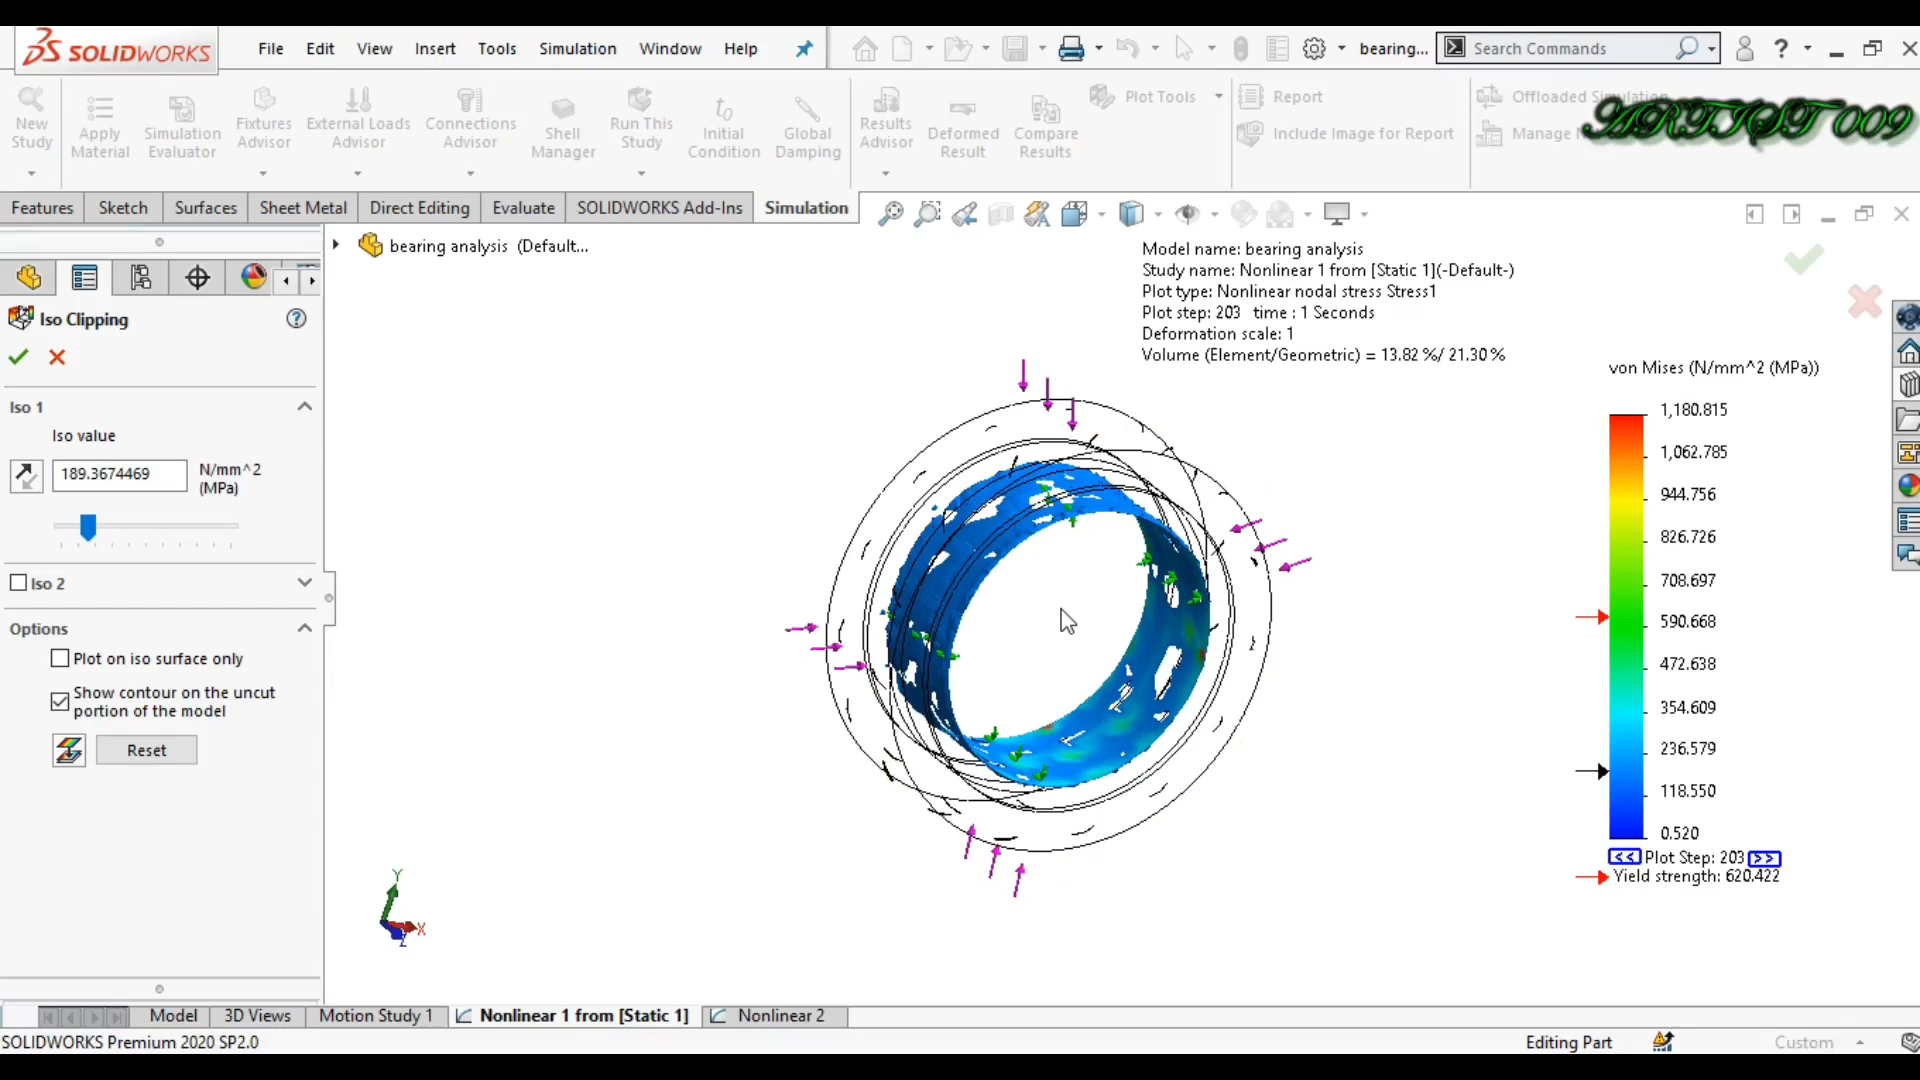 SOLIDWORKS
File Edit View Insert Tools Simulation Window Help
bearing...
Search Commands
New Study
Apply Material
Simulation Evaluator
Fixtures Advisor
External Loads Advisor
Connections Advisor
Shell Manager
Run This Study
Initial Condition
Global Damping
Results Advisor
Deformed Result
Compare Results
Plot Tools
Report
Include Image for Report
Offloaded Simulation
Manage
ARTIST 009
Features Sketch Surfaces Sheet Metal Direct Editing Evaluate SOLIDWORKS Add-Ins Simulation
bearing analysis (Default...
Iso Clipping
Iso 1
Iso value
189.3674469
N/mm^2 (MPa)
Iso 2
Options
Plot on iso surface only
Show contour on the uncut
portion of the model
Reset
Model name: bearing analysis
Study name: Nonlinear 1 from [Static 1](-Default-)
Plot type: Nonlinear nodal stress Stress1
Plot step: 203 time : 1 Seconds
Deformation scale: 1
Volume (Element/Geometric) = 13.82 %/ 21.30 %
von Mises (N/mm^2 (MPa))
1,180.815
1,062.785
944.756
826.726
708.697
590.668
472.638
354.609
236.579
118.550
0.520
<< Plot Step: 203 >>
Yield strength: 620.422
Y
X
Z
Model 3D Views Motion Study 1 Nonlinear 1 from [Static 1] Nonlinear 2
SOLIDWORKS Premium 2020 SP2.0
Editing Part
Custom